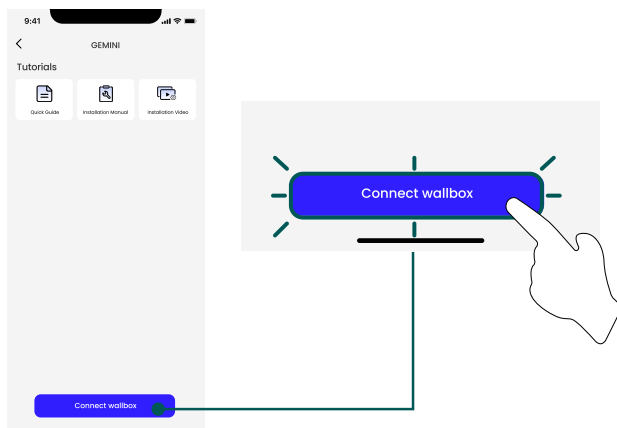 9:41
GEMINI
Tutorials
Quick Guide
Installation Manual
Installation Video
Connect wallbox
Connect wallbox